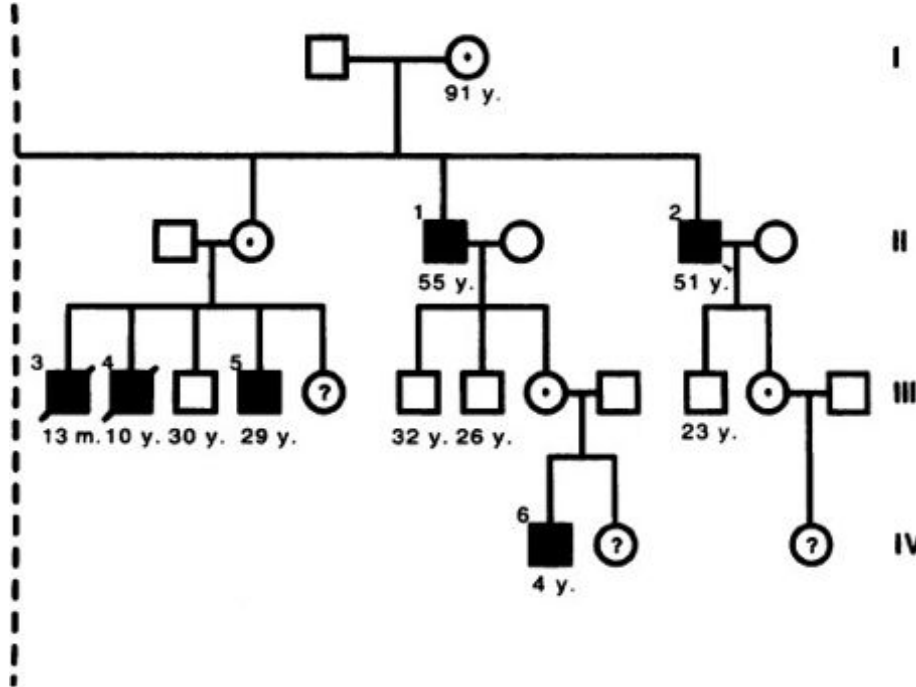 I
91 y.
1 2 II
55 y. 51 y.
3 4 5 ? III
13 m. 10 y. 30 y. 29 y. 32 y. 26 y. 23 y.
6 ? ? IV
4 y.